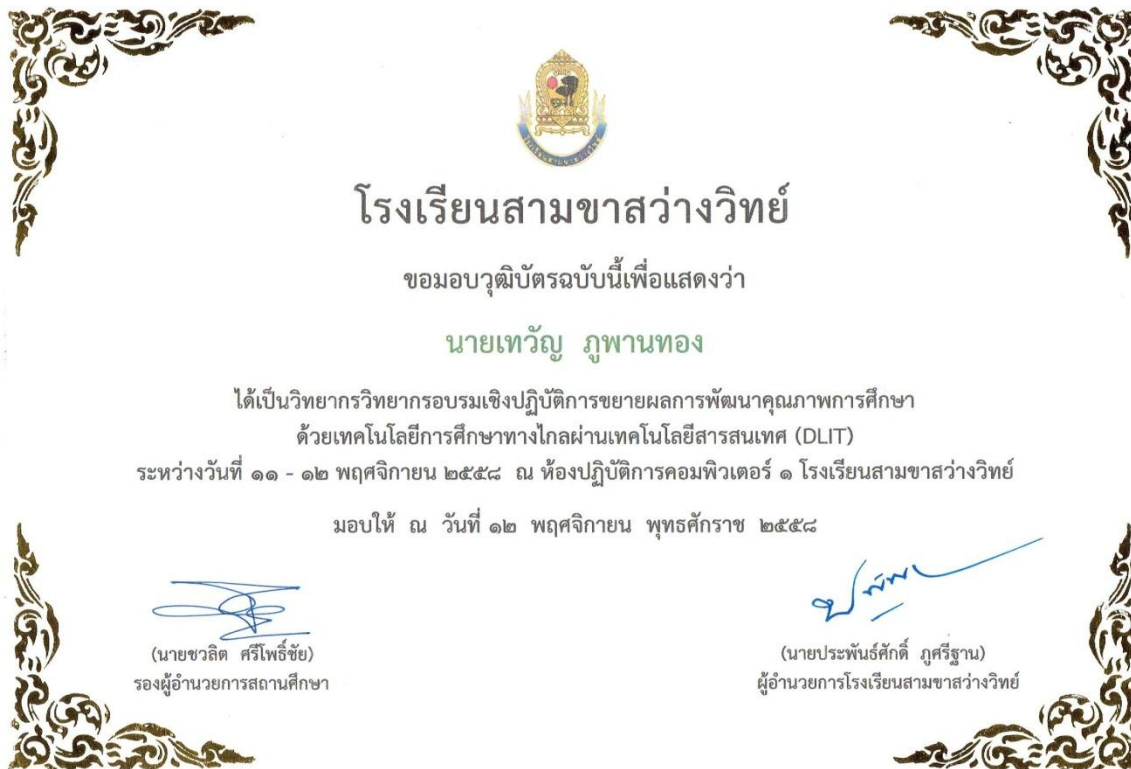 โรงเรียนสามขาสว่างวิทย์
ขอมอบวุฒิบัตรฉบับนี้เพื่อแสดงว่า
นายเทวัญ ภูพานทอง
ได้เป็นวิทยากรวิทยากรอบรมเชิงปฏิบัติการขยายผลการพัฒนาคุณภาพการศึกษา
ด้วยเทคโนโลยีการศึกษาทางไกลผ่านเทคโนโลยีสารสนเทศ (DLIT)
ระหว่างวันที่ ๑๑ - ๑๒ พฤศจิกายน ๒๕๕๘ ณ ห้องปฏิบัติการคอมพิวเตอร์ ๑ โรงเรียนสามขาสว่างวิทย์
มอบให้ ณ วันที่ ๑๒ พฤศจิกายน พุทธศักราช ๒๕๕๘
(นายชวลิต ศรีโพธิ์ชัย)
รองผู้อำนวยการสถานศึกษา
(นายประพันธ์ศักดิ์ ภูศรีฐาน)
ผู้อำนวยการโรงเรียนสามขาสว่างวิทย์